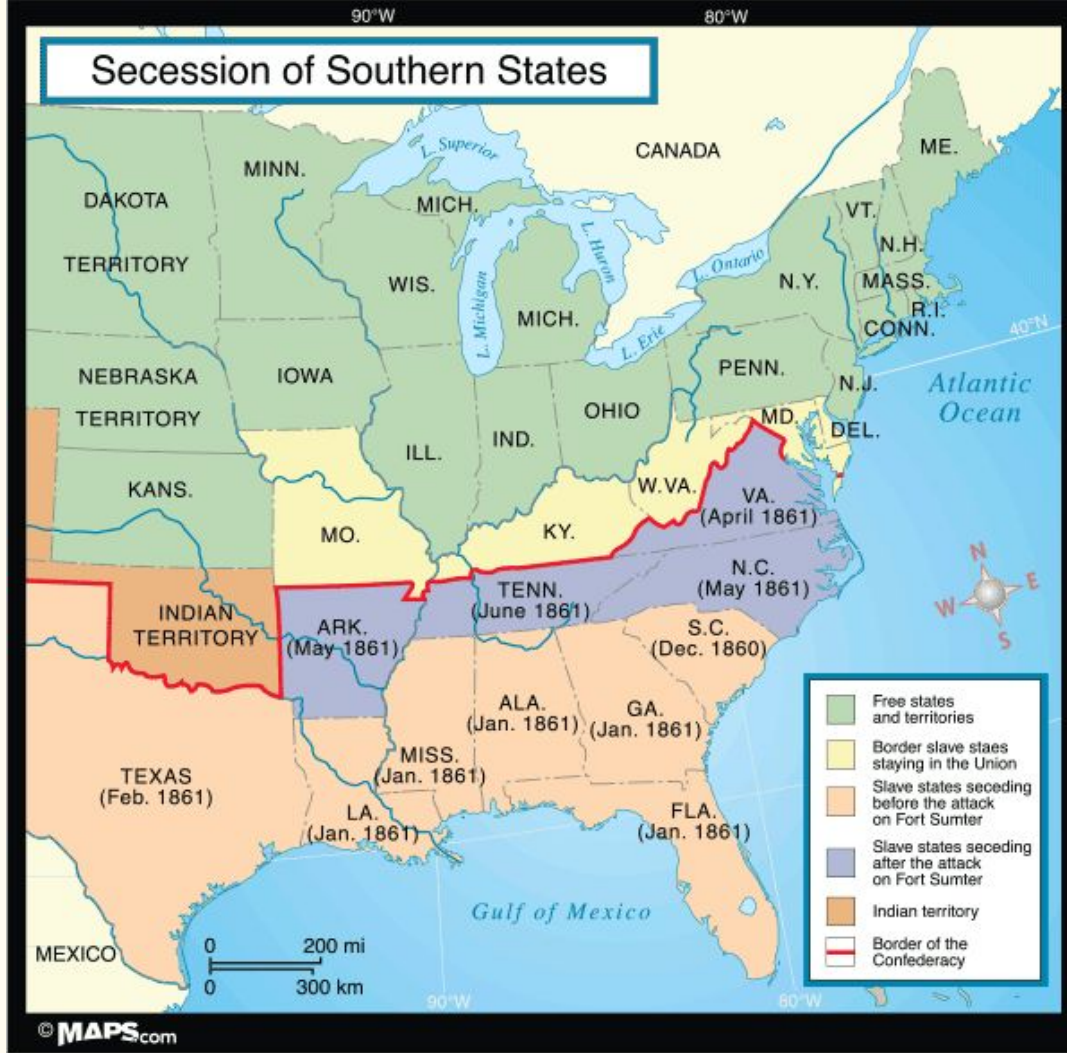 90°W
80°W
Secession of Southern States
CANADA
L. Superior
MINN.
ME.
DAKOTA
TERRITORY
MICH.
VT.
N.H.
L. Huron
L. Ontario
L. Michigan
WIS.
N.Y.
MASS.
R.I.
CONN.
MICH.
L. Erie
40°N
NEBRASKA
TERRITORY
IOWA
PENN.
N.J.
Atlantic
Ocean
OHIO
MD.
DEL.
ILL.
IND.
KANS.
W.VA.
VA.
(April 1861)
MO.
KY.
N
E
W
S
N.C.
(May 1861)
TENN.
(June 1861)
INDIAN
TERRITORY
ARK.
(May 1861)
S.C.
(Dec. 1860)
ALA.
(Jan. 1861)
GA.
(Jan. 1861)
MISS.
(Jan. 1861)
TEXAS
(Feb. 1861)
LA.
(Jan. 1861)
FLA.
(Jan. 1861)
Free states
and territories
Border slave staes
staying in the Union
Slave states seceding
before the attack
on Fort Sumter
Slave states seceding
after the attack
on Fort Sumter
Indian territory
Border of the
Confederacy
Gulf of Mexico
MEXICO
0 200 mi
0 300 km
90°W
80°W
© MAPS.com